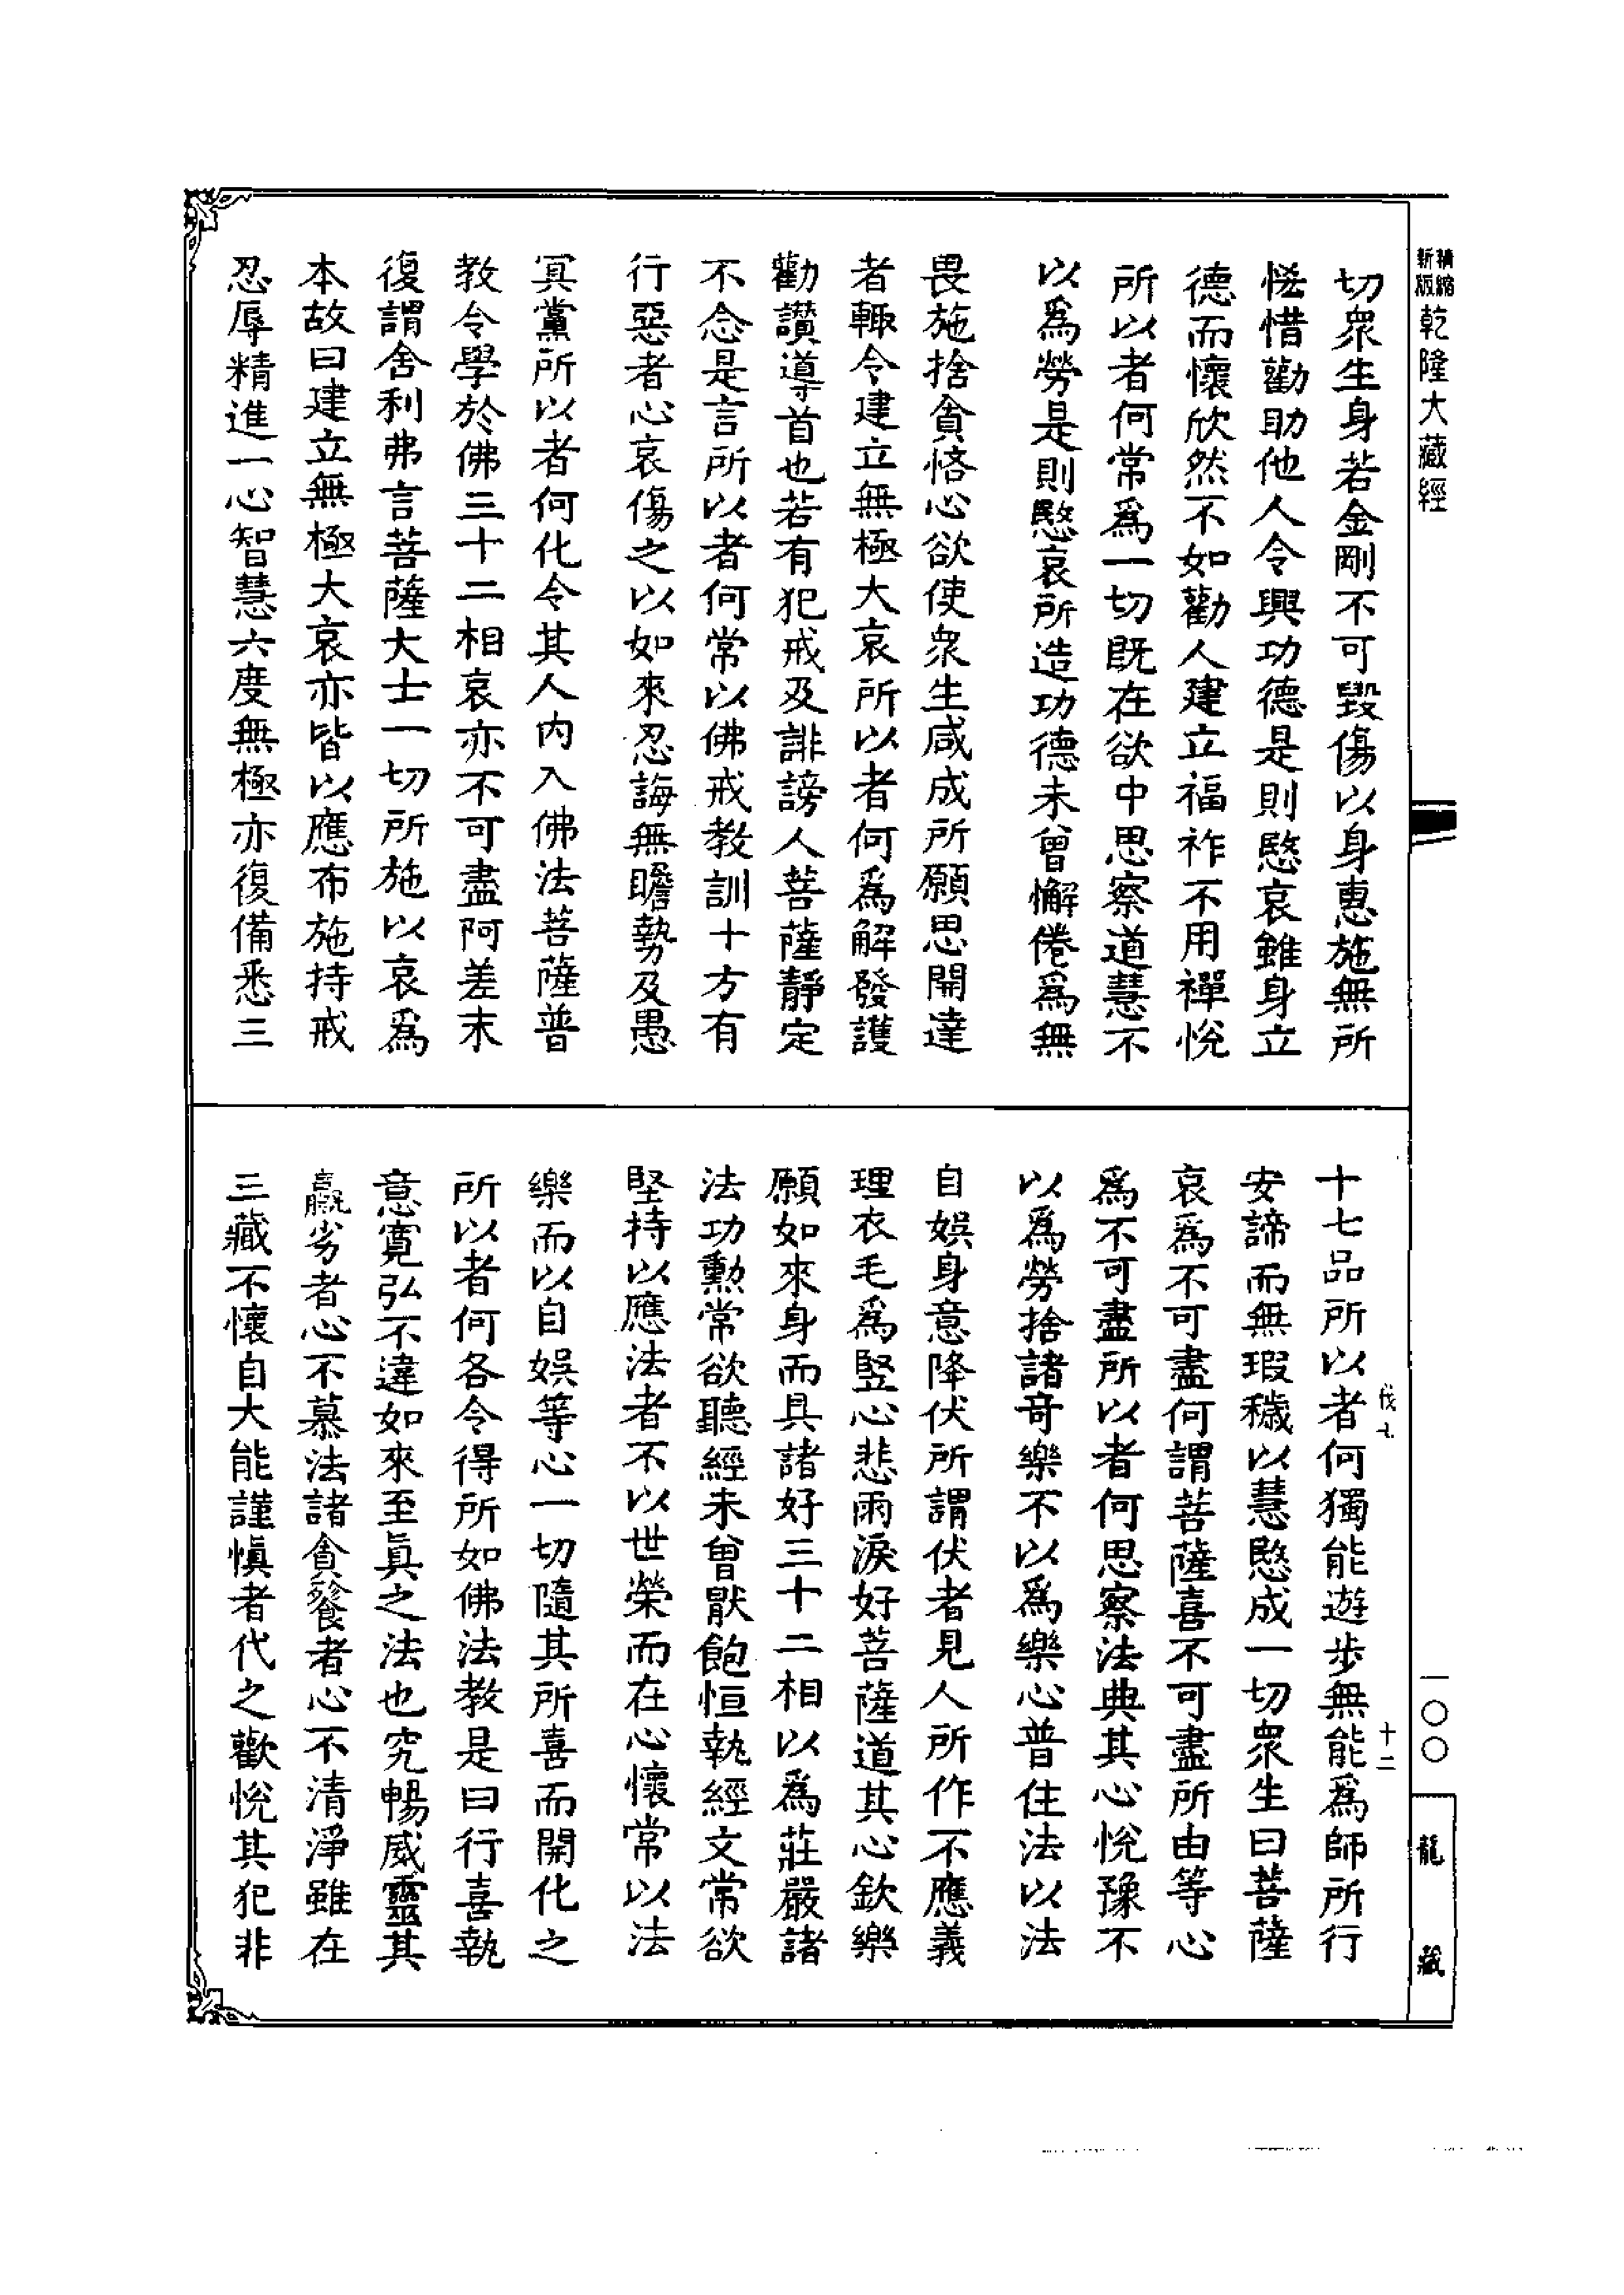 精縮
新版
乾隆大藏經
切衆生身若金剛不可毀傷以身惠施無所
恡惜勸助他人令興功德是則愍哀雖身立
德而懷欣然不如勸人建立福祚不用禪悅
所以者何常爲一切既在欲中思察道慧不
以爲勞是則愍哀所造功德未曾懈倦爲無
畏施捨貪悋心欲使衆生咸成所願思開達
者輙令建立無極大哀所以者何爲解發護
勸讚導首也若有犯戒及誹謗人菩薩靜定
不念是言所以者何常以佛戒教訓十方有
行惡者心哀傷之以如來忍誨無瞻勢及愚
冥黨所以者何化令其人内入佛法菩薩普
教令學於佛三十二相哀亦不可盡阿差末
復謂舍利弗言菩薩大士一切所施以哀爲
本故曰建立無極大哀亦皆以應布施持戒
忍辱精進一心智慧六度無極亦復備悉三
十七品所以者何獨能遊步無能爲師所行
安諦而無瑕穢以慧愍成一切衆生曰菩薩
哀爲不可盡何謂菩薩喜不可盡所由等心
爲不可盡所以者何思察法典其心悅豫不
以爲勞捨諸奇樂不以爲樂心普住法以法
自娛身意降伏所謂伏者見人所作不應義
理衣毛爲竪心悲雨淚好菩薩道其心欽樂
願如來身而具諸好三十二相以爲莊嚴諸
法功勳常欲聽經未曾猒飽恒執經文常欲
堅持以應法者不以世榮而在心懷常以法
樂而以自娛等心一切隨其所喜而開化之
所以者何各令得所如佛法教是曰行喜執
意寬弘不違如來至眞之法也究暢威靈其
羸劣者心不慕法諸貪餮者心不清淨雖在
三藏不懷自大能謹愼者代之歡悅其犯非
伐七
十二
一〇〇
龍藏